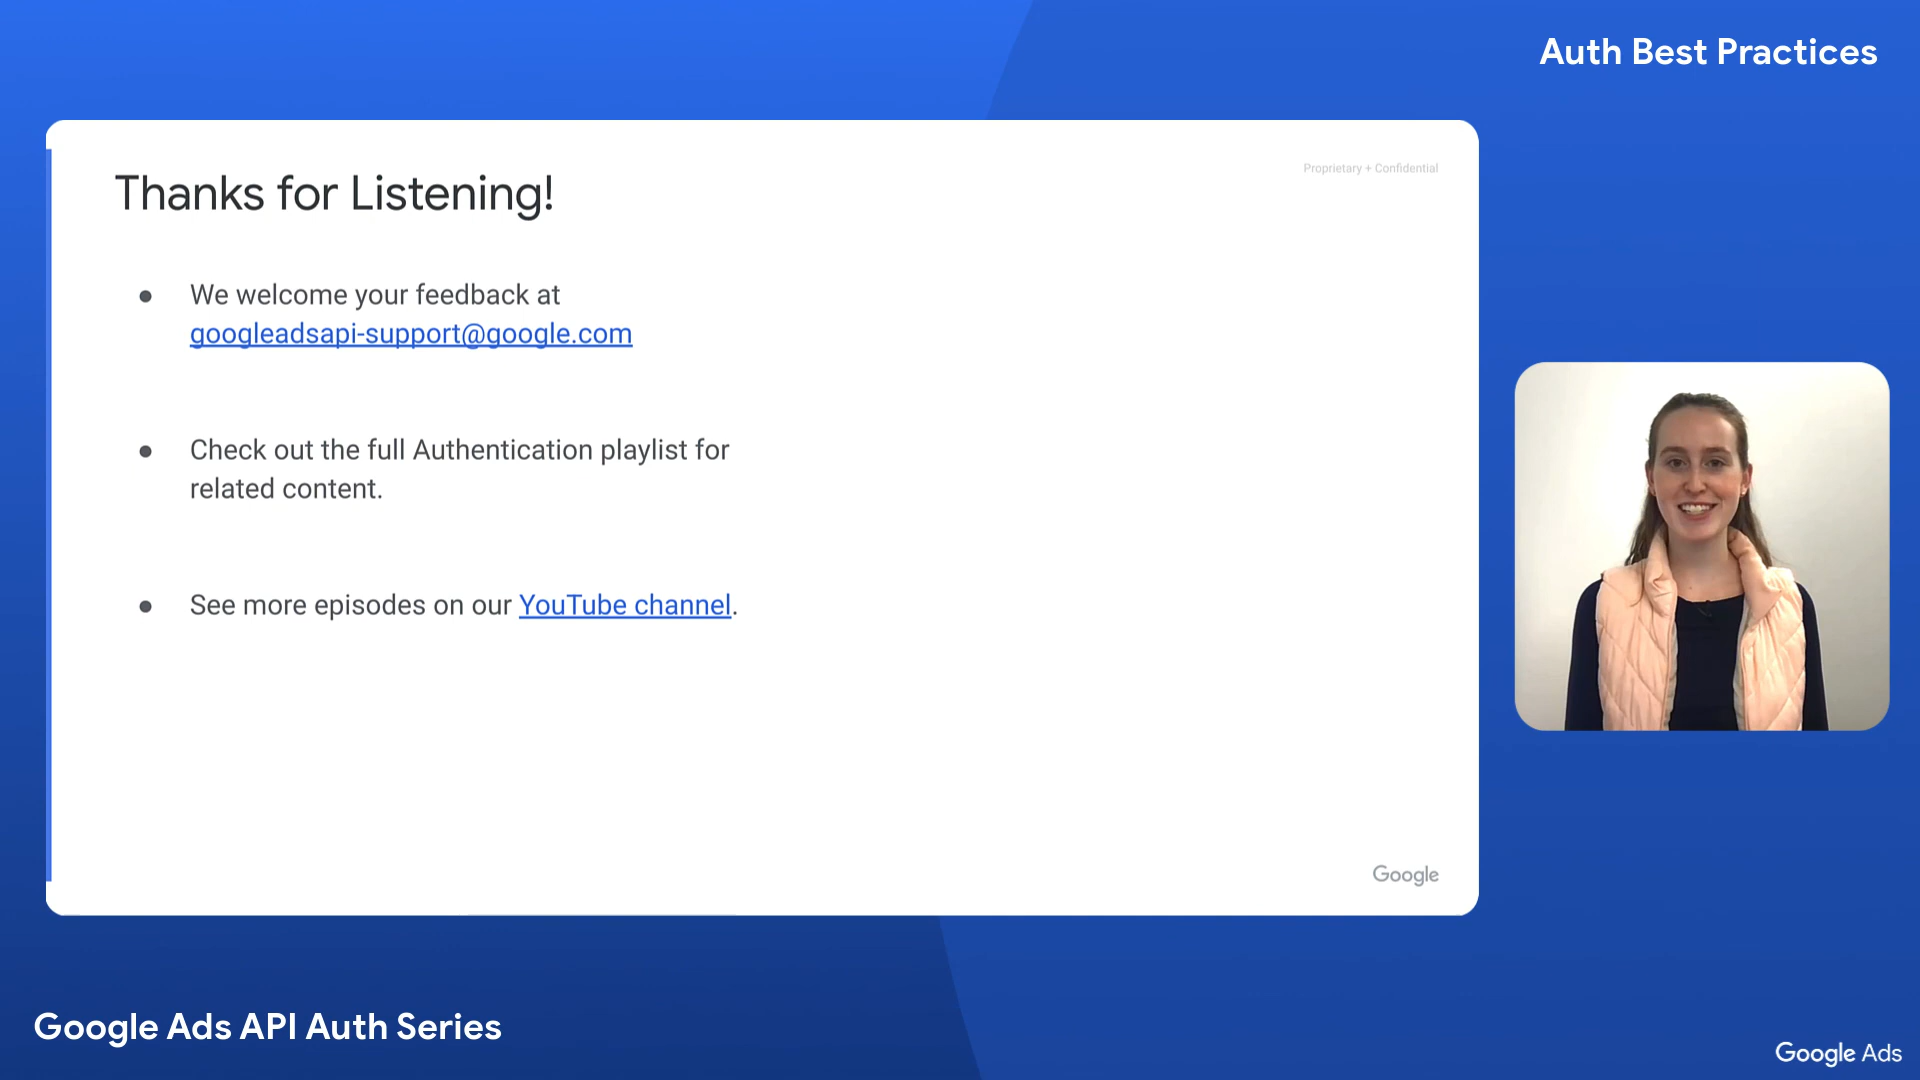 Auth Best Practices
Proprietary + Confidential
Thanks for Listening!
● We welcome your feedback at
googleadsapi-support@google.com
● Check out the full Authentication playlist for
related content.
● See more episodes on our YouTube channel.
Google
Google Ads API Auth Series
Google Ads